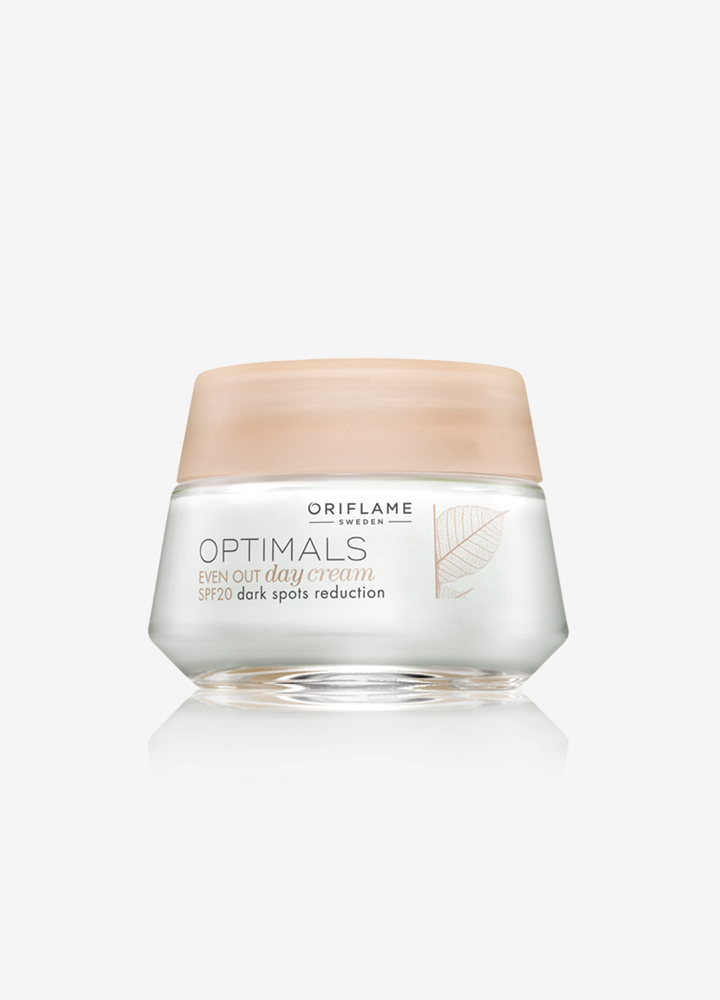 ORIFLAME
SWEDEN
OPTIMALS
EVEN OUT day cream
SPF20 dark spots reduction